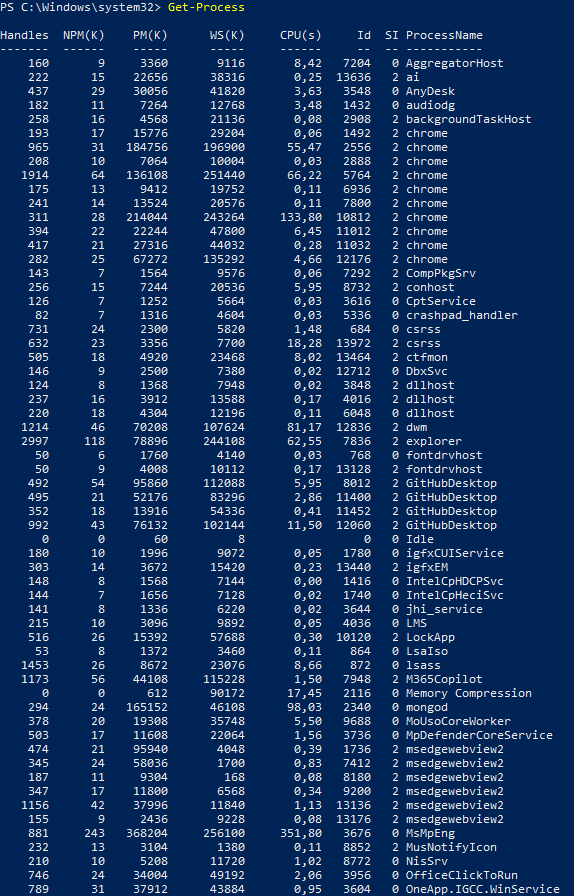 PS C:\Windows\system32> Get-Process
Handles NPM(K) PM(K) WS(K) CPU(s) Id SI ProcessName
------- ------ ----- ----- ------ -- -- -----------
160 9 3360 9116 8,42 7204 0 AggregatorHost
222 15 22656 38316 0,25 13636 2 ai
437 29 30056 41820 3,63 3548 0 AnyDesk
182 11 7264 12768 3,48 1432 0 audiodg
258 16 4568 21136 0,08 2908 2 backgroundTaskHost
193 17 15776 29204 0,06 1492 2 chrome
965 31 184756 196900 55,47 2556 2 chrome
208 10 7064 10004 0,03 2888 2 chrome
1914 64 136108 251440 66,22 5764 2 chrome
175 13 9412 19752 0,11 6936 2 chrome
241 14 13524 20576 0,11 7800 2 chrome
311 28 214044 243264 133,80 10812 2 chrome
394 22 22244 47800 6,45 11012 2 chrome
417 21 27316 44032 0,28 11032 2 chrome
282 25 67272 135292 4,66 12176 2 chrome
143 7 1564 9576 0,06 7292 2 CompPkgSrv
256 15 7244 20536 5,95 8732 2 conhost
126 7 1252 5664 0,03 3616 0 CptService
82 7 1316 4604 0,03 5336 0 crashpad_handler
731 24 2300 5820 1,48 684 0 csrss
632 23 3356 7700 18,28 13972 2 csrss
505 18 4920 23468 8,02 13464 2 ctfmon
146 9 2500 7380 0,02 12712 0 DbxSvc
124 8 1368 7948 0,02 3848 2 dllhost
237 16 3912 13588 0,17 4016 2 dllhost
220 18 4304 12196 0,11 6048 0 dllhost
1214 46 70208 107624 81,17 12836 2 dwm
2997 118 78896 244108 62,55 7836 2 explorer
50 6 1760 4140 0,03 768 0 fontdrvhost
50 9 4008 10112 0,17 13128 2 fontdrvhost
492 54 95860 112088 5,95 8012 2 GitHubDesktop
495 21 52176 83296 2,86 11400 2 GitHubDesktop
352 18 13916 54336 0,41 11452 2 GitHubDesktop
992 43 76132 102144 11,50 12060 2 GitHubDesktop
0 0 60 8 0 0 Idle
180 10 1996 9072 0,05 1780 0 igfxCUIService
303 14 3672 15420 0,23 13440 2 igfxEM
148 8 1568 7144 0,00 1416 0 IntelCpHDCPSvc
144 7 1656 7128 0,02 1740 0 IntelCpHeciSvc
141 8 1336 6220 0,02 3644 0 jhi_service
215 10 3096 9892 0,05 4036 0 LMS
516 26 15392 57688 0,30 10120 2 LockApp
53 8 1372 3460 0,11 864 0 LsaIso
1453 26 8672 23076 8,66 872 0 lsass
1173 56 44108 115228 1,50 7948 2 M365Copilot
0 0 612 90172 17,45 2116 0 Memory Compression
294 24 165152 46108 98,03 2340 0 mongod
378 20 19308 35748 5,50 9688 0 MoUsoCoreWorker
503 17 11608 22064 1,56 3736 0 MpDefenderCoreService
474 21 95940 4048 0,39 1736 2 msedgewebview2
345 24 58036 1700 0,83 7412 2 msedgewebview2
187 11 9304 168 0,08 8180 2 msedgewebview2
347 17 11800 6568 0,34 9200 2 msedgewebview2
1156 42 37996 11840 1,13 13136 2 msedgewebview2
155 9 2436 9228 0,08 13176 2 msedgewebview2
881 243 368204 256100 351,80 3676 0 MsMpEng
232 13 3104 1380 0,11 8852 2 MusNotifyIcon
210 10 5208 11720 1,02 8772 0 NisSrv
746 24 34004 49192 2,06 3956 0 OfficeClickToRun
789 31 37912 43884 0,95 3604 0 OneApp.IGCC.WinService